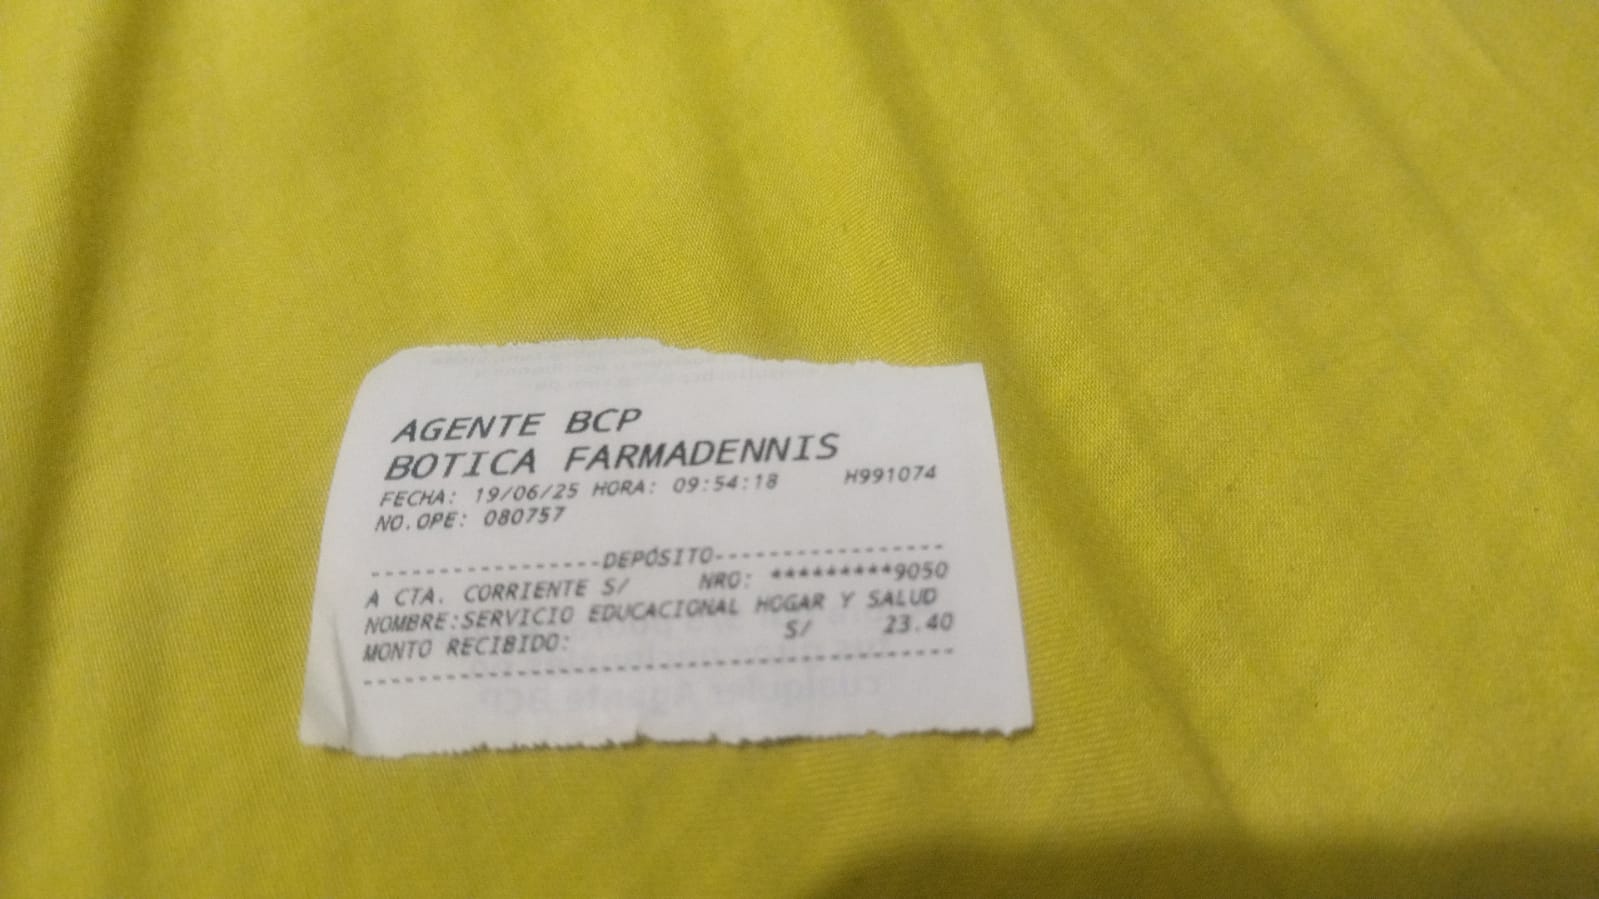 AGENTE BCP
BOTICA FARMADENNIS
FECHA: 19/06/25 HORA: 09:54:18 H991074
NO.OPE: 080757
------------------DEPÓSITO------------------
A CTA. CORRIENTE S/ NRO: *********9050
NOMBRE:SERVICIO EDUCACIONAL HOGAR Y SALUD
MONTO RECIBIDO: S/ 23.40